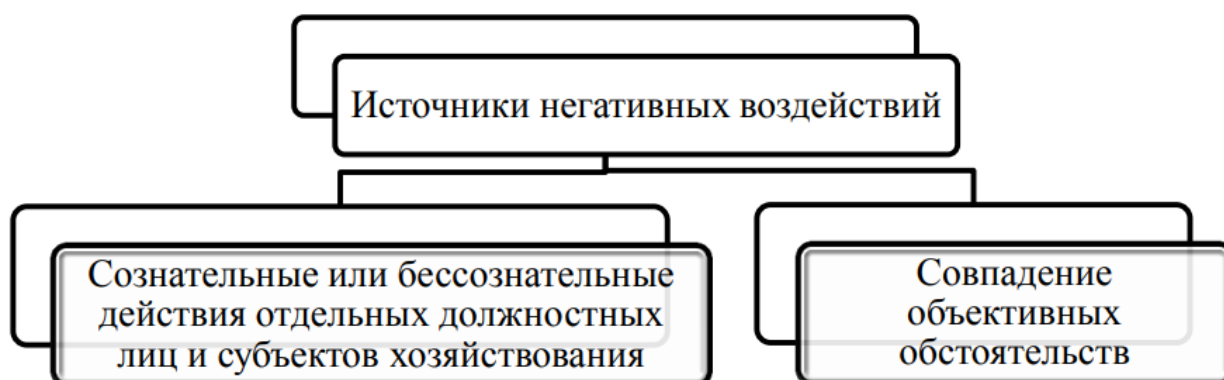 Источники негативных воздействий
Сознательные или бессознательные
действия отдельных должностных
лиц и субъектов хозяйствования
Совпадение
объективных
обстоятельств